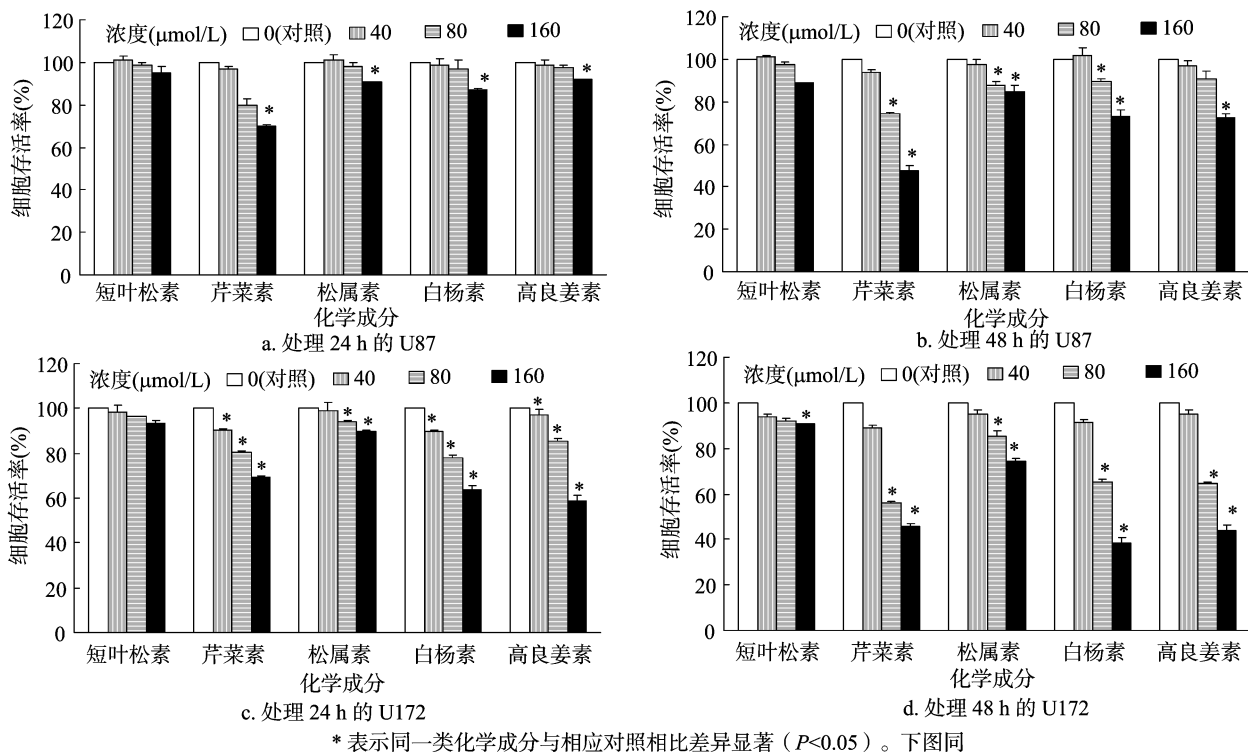 浓度(μmol/L) 0(对照) 40 80 160
120
100
80
60
40
20
0
细胞存活率(%)
* * * *
短叶松素 芹菜素 松属素 白杨素 高良姜素
化学成分
a. 处理 24 h 的 U87
浓度(μmol/L) 0(对照) 40 80 160
120
100
80
60
40
20
0
细胞存活率(%)
* * * * * * *
短叶松素 芹菜素 松属素 白杨素 高良姜素
化学成分
b. 处理 48 h 的 U87
浓度(μmol/L) 0(对照) 40 80 160
120
100
80
60
40
20
0
细胞存活率(%)
* * * * * * * * * * *
短叶松素 芹菜素 松属素 白杨素 高良姜素
化学成分
c. 处理 24 h 的 U172
浓度(μmol/L) 0(对照) 40 80 160
120
100
80
60
40
20
0
细胞存活率(%)
* * * * * * * * *
短叶松素 芹菜素 松属素 白杨素 高良姜素
化学成分
d. 处理 48 h 的 U172
* 表示同一类化学成分与相应对照相比差异显著（P<0.05）。下图同